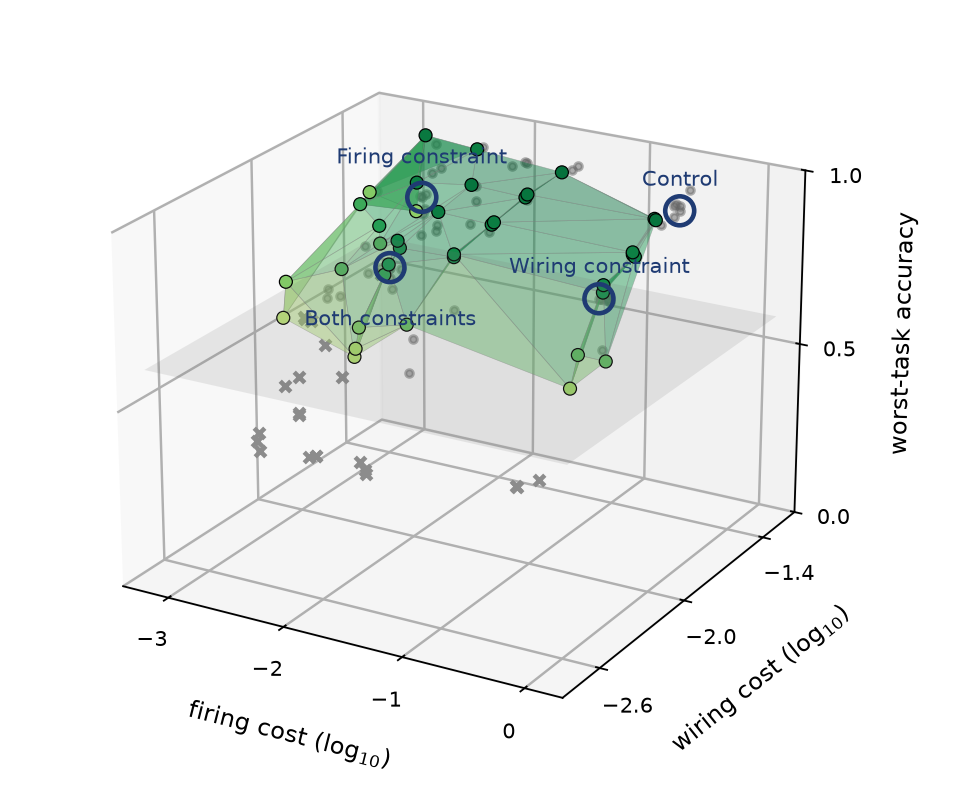 Firing constraint
Control
Wiring constraint
Both constraints
1.0
0.5
0.0
worst-task accuracy
−1.4
−2.0
−2.6
wiring cost (log₁₀)
−3
−2
−1
0
firing cost (log₁₀)